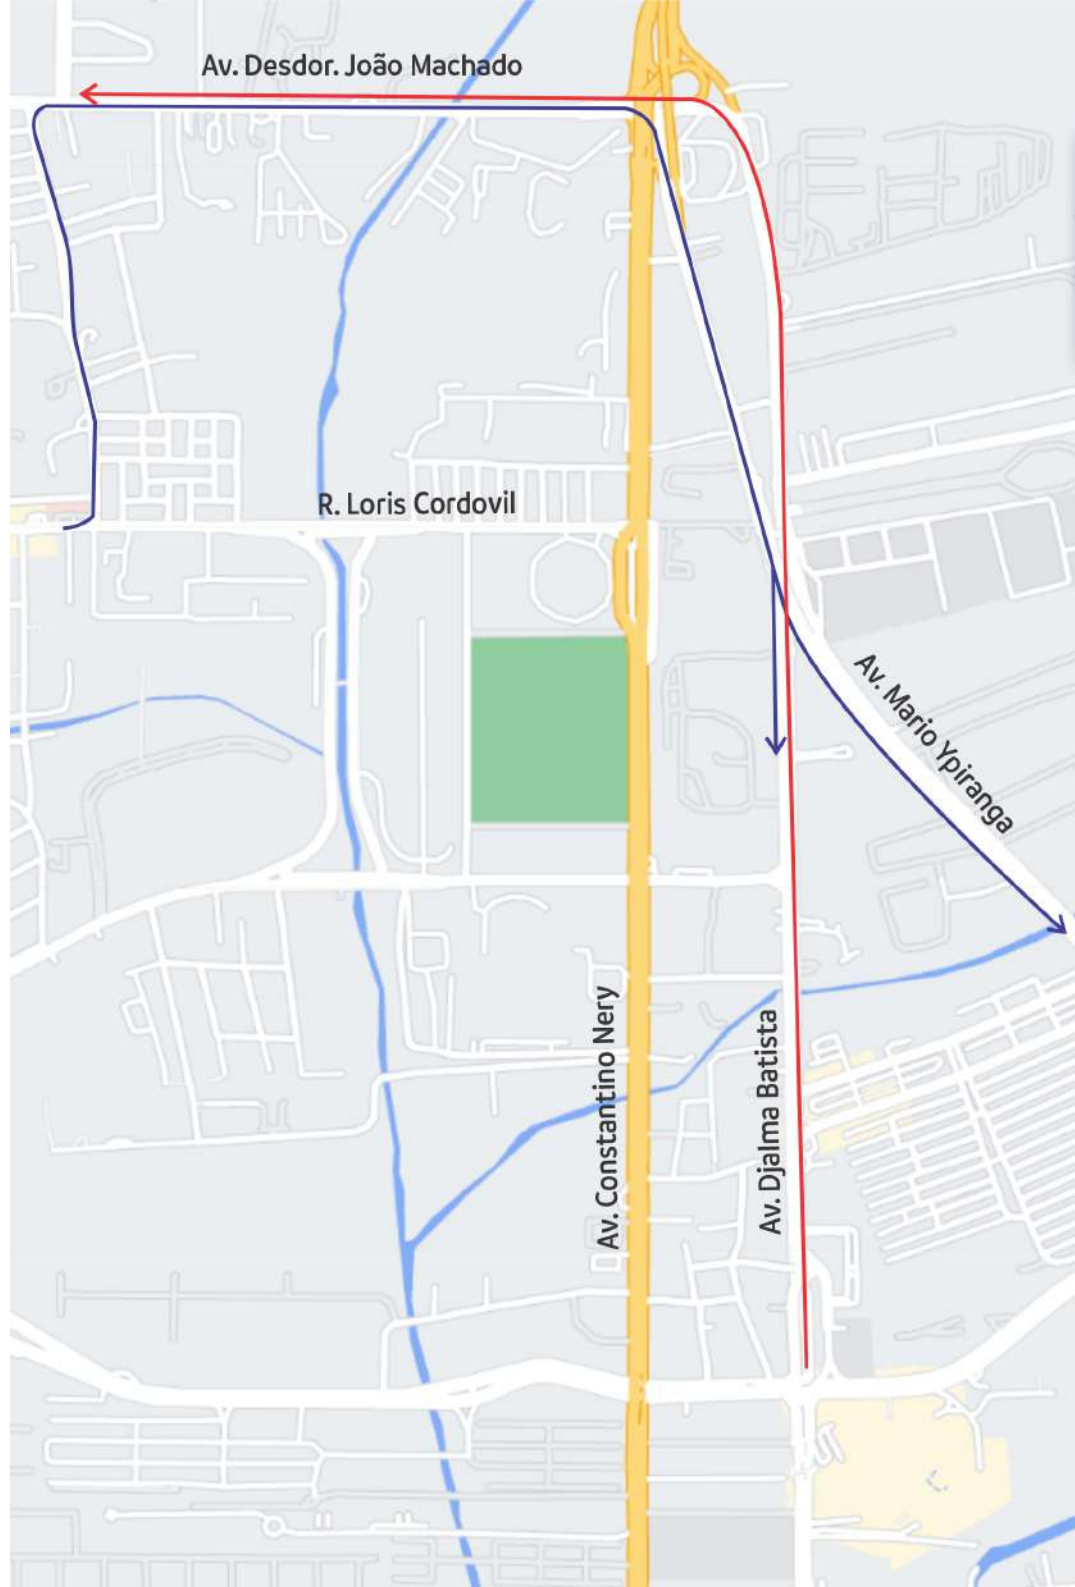 Av. Desdor. João Machado
R. Loris Cordovil
Av. Mario Ypiranga
Av. Constantino Nery
Av. Djalma Batista